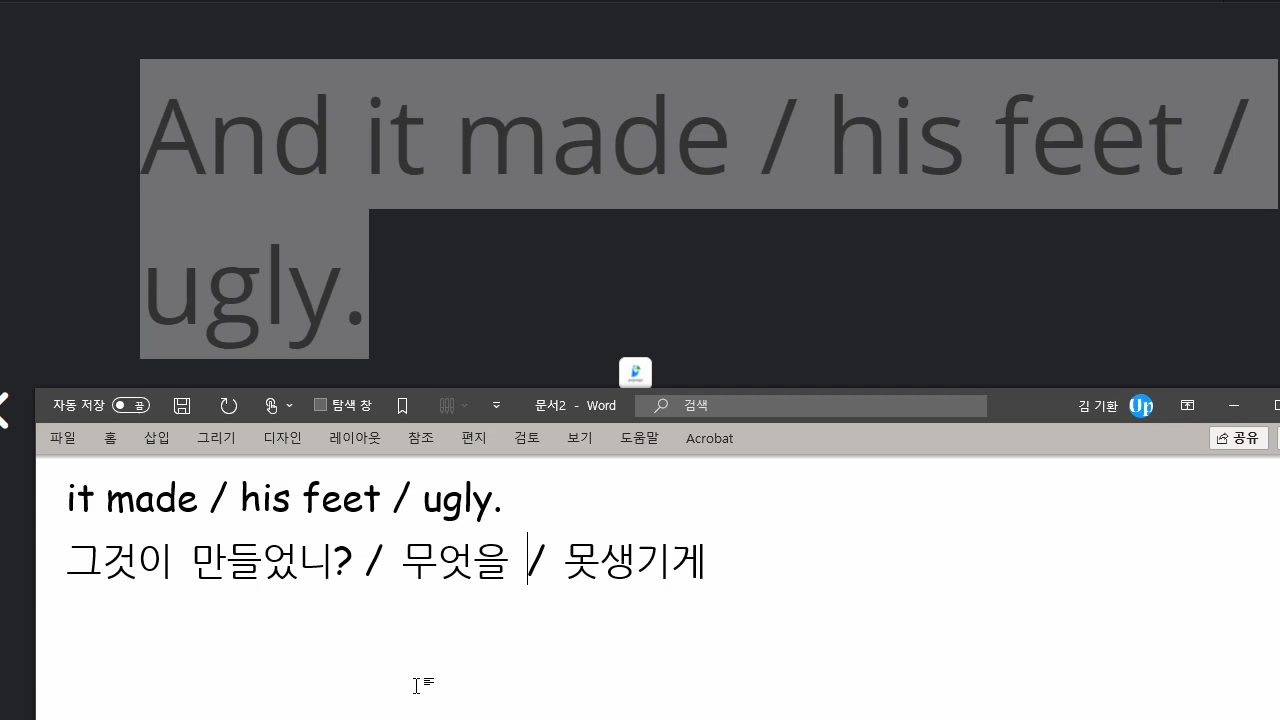 And it made / his feet /
ugly.
자동 저장 끔 탐색 창 문서2 - Word 검색 김 기환 Up
파일 홈 삽입 그리기 디자인 레이아웃 참조 편지 검토 보기 도움말 Acrobat 공유
it made / his feet / ugly.
그것이 만들었니? / 무엇을 / 못생기게